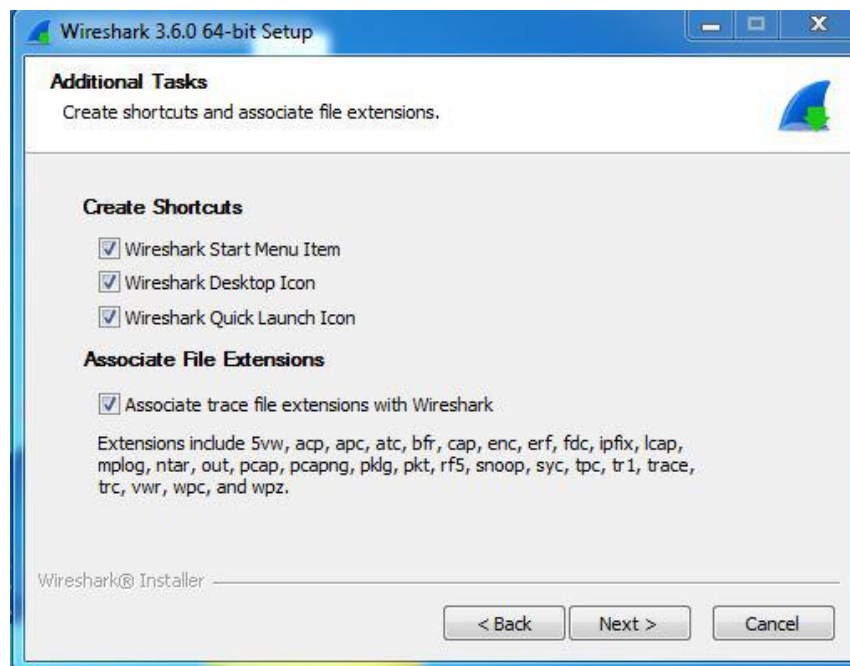 Wireshark 3.6.0 64-bit Setup
Additional Tasks
Create shortcuts and associate file extensions.
Create Shortcuts
Wireshark Start Menu Item
Wireshark Desktop Icon
Wireshark Quick Launch Icon
Associate File Extensions
Associate trace file extensions with Wireshark
Extensions include 5vw, acp, apc, atc, bfr, cap, enc, erf, fdc, ipfix, lcap,
mplog, ntar, out, pcap, pcapng, pklg, pkt, rf5, snoop, syc, tpc, tr1, trace,
trc, vwr, wpc, and wpz.
Wireshark® Installer
< Back Next > Cancel